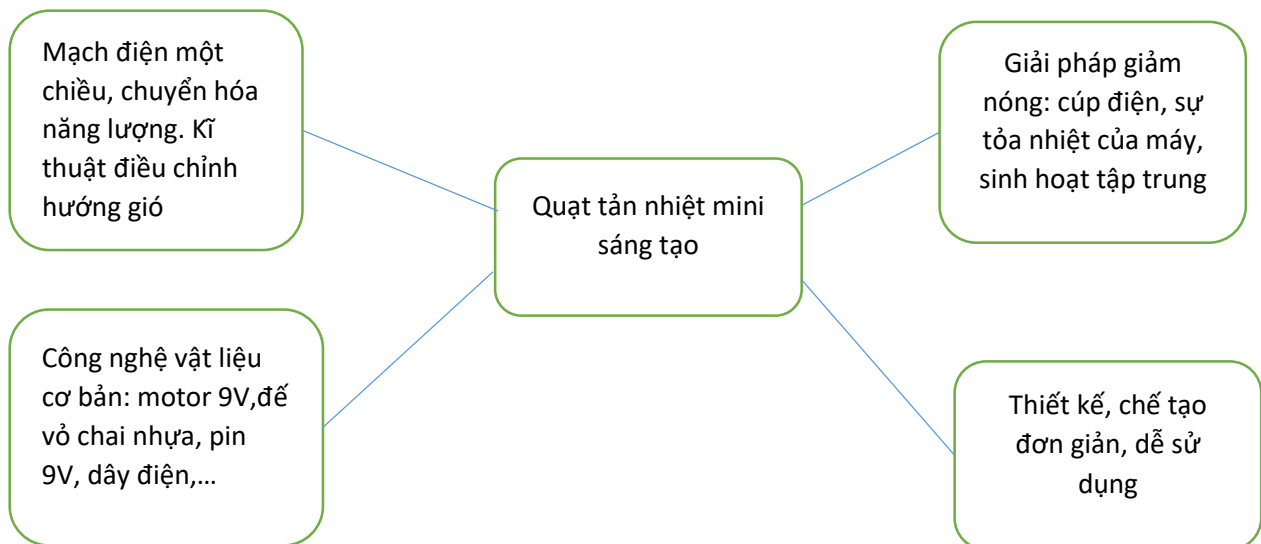 Mạch điện một
chiều, chuyển hóa
năng lượng. Kĩ
thuật điều chỉnh
hướng gió
Giải pháp giảm
nóng: cúp điện, sự
tỏa nhiệt của máy,
sinh hoạt tập trung
Quạt tản nhiệt mini
sáng tạo
Công nghệ vật liệu
cơ bản: motor 9V,đế
vỏ chai nhựa, pin
9V, dây điện,...
Thiết kế, chế tạo
đơn giản, dễ sử
dụng